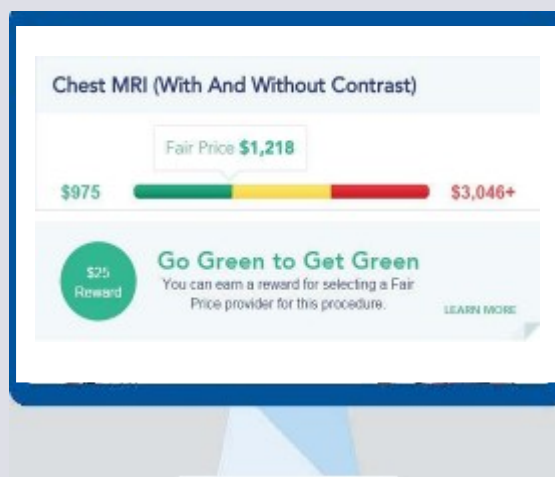 Chest MRI (With And Without Contrast)
Fair Price $1,218
$975
$3,046+
$25
Reward
Go Green to Get Green
You can earn a reward for selecting a Fair
Price provider for this procedure.
LEARN MORE